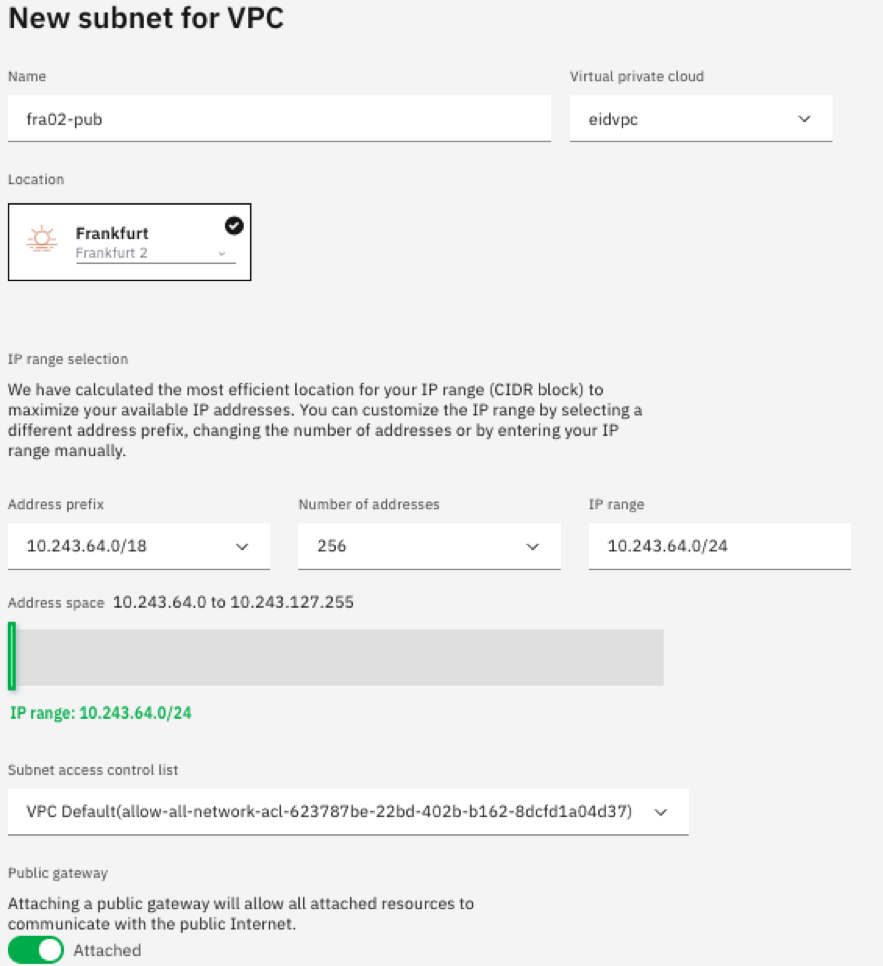 New subnet for VPC
Name
Virtual private cloud
fra02-pub
eidvpc
Location
Frankfurt
Frankfurt 2
IP range selection
We have calculated the most efficient location for your IP range (CIDR block) to
maximize your available IP addresses. You can customize the IP range by selecting a
different address prefix, changing the number of addresses or by entering your IP
range manually.
Address prefix
Number of addresses
IP range
10.243.64.0/18
256
10.243.64.0/24
Address space 10.243.64.0 to 10.243.127.255
IP range: 10.243.64.0/24
Subnet access control list
VPC Default(allow-all-network-acl-623787be-22bd-402b-b162-8dcfd1a04d37)
Public gateway
Attaching a public gateway will allow all attached resources to
communicate with the public Internet.
Attached